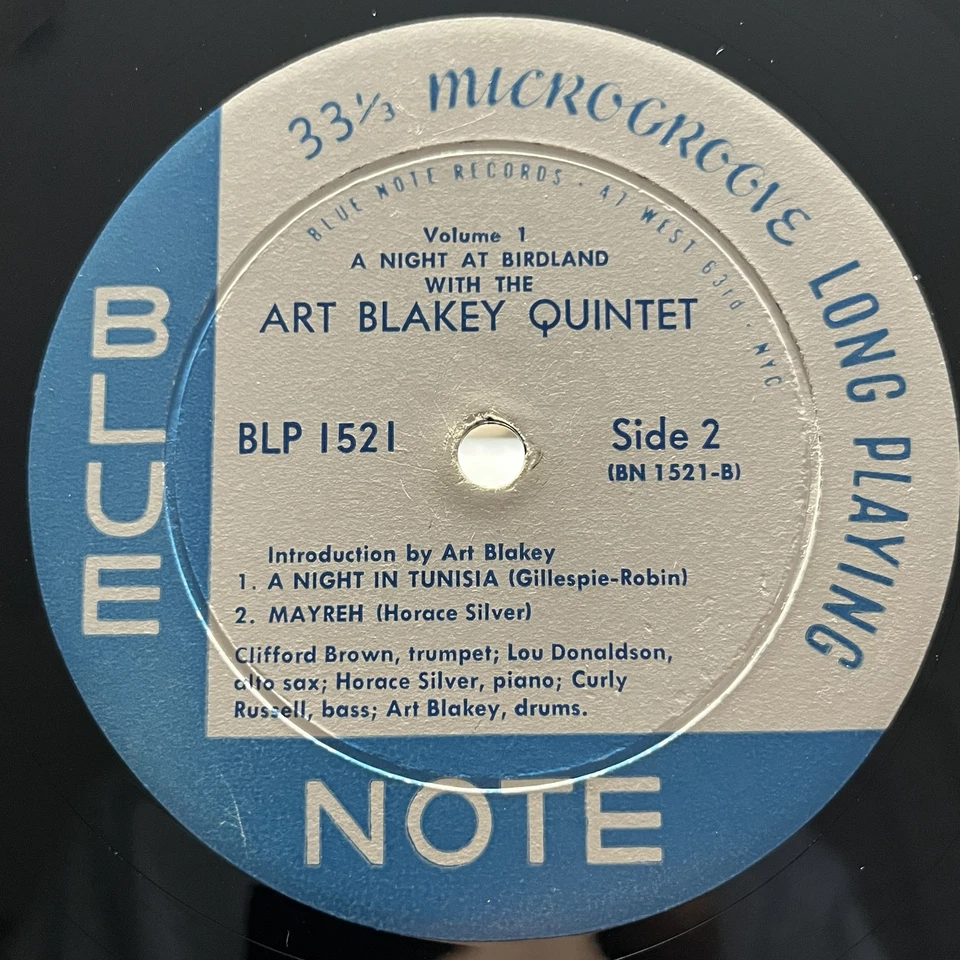 33 1/3 MICROGROOVE LONG PLAYING
BLUE NOTE RECORDS · 47 WEST 63rd · NYC
Volume 1
A NIGHT AT BIRDLAND
WITH THE
ART BLAKEY QUINTET
BLP 1521
Side 2
(BN 1521-B)
Introduction by Art Blakey
1. A NIGHT IN TUNISIA (Gillespie-Robin)
2. MAYREH (Horace Silver)
Clifford Brown, trumpet; Lou Donaldson,
alto sax; Horace Silver, piano; Curly
Russell, bass; Art Blakey, drums.
BLUE
NOTE